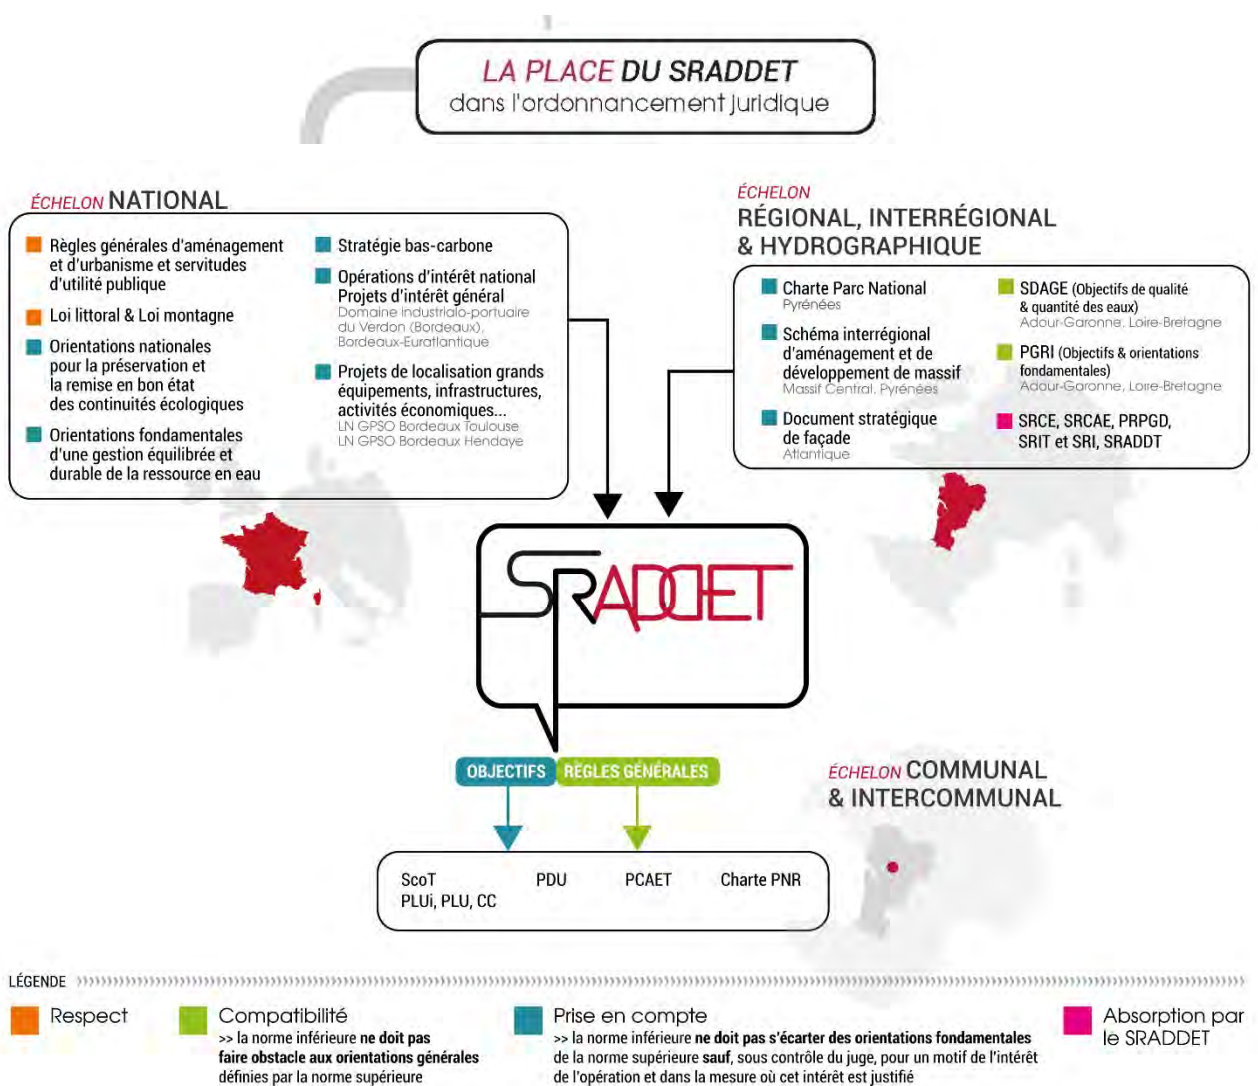 LA PLACE DU SRADDET
dans l'ordonnancement juridique
ÉCHELON NATIONAL
Règles générales d'aménagement
et d'urbanisme et servitudes
d'utilité publique
Loi littoral & Loi montagne
Orientations nationales
pour la préservation et
la remise en bon état
des continuités écologiques
Orientations fondamentales
d'une gestion équilibrée et
durable de la ressource en eau
Stratégie bas-carbone
Opérations d'intérêt national
Projets d'intérêt général
Domaine industrialo-portuaire
du Verdon (Bordeaux),
Bordeaux-Euratlantique
Projets de localisation grands
équipements, infrastructures,
activités économiques...
LN GPSO Bordeaux Toulouse
LN GPSO Bordeaux Hendaye
ÉCHELON
RÉGIONAL, INTERRÉGIONAL
& HYDROGRAPHIQUE
Charte Parc National
Pyrénées
Schéma interrégional
d'aménagement et de
développement de massif
Massif Central, Pyrénées
Document stratégique
de façade
Atlantique
SDAGE (Objectifs de qualité
& quantité des eaux)
Adour-Garonne, Loire-Bretagne
PGRI (Objectifs & orientations
fondamentales)
Adour-Garonne, Loire-Bretagne
SRCE, SRCAE, PRPGD,
SRIT et SRI, SRADDT
SRADDET
OBJECTIFS RÈGLES GÉNÉRALES
ÉCHELON COMMUNAL
& INTERCOMMUNAL
ScoT PDU PCAET Charte PNR
PLUi, PLU, CC
LÉGENDE
Respect
Compatibilité
>> la norme inférieure ne doit pas
faire obstacle aux orientations générales
définies par la norme supérieure
Prise en compte
>> la norme inférieure ne doit pas s'écarter des orientations fondamentales
de la norme supérieure sauf, sous contrôle du juge, pour un motif de l'intérêt
de l'opération et dans la mesure où cet intérêt est justifié
Absorption par
le SRADDET